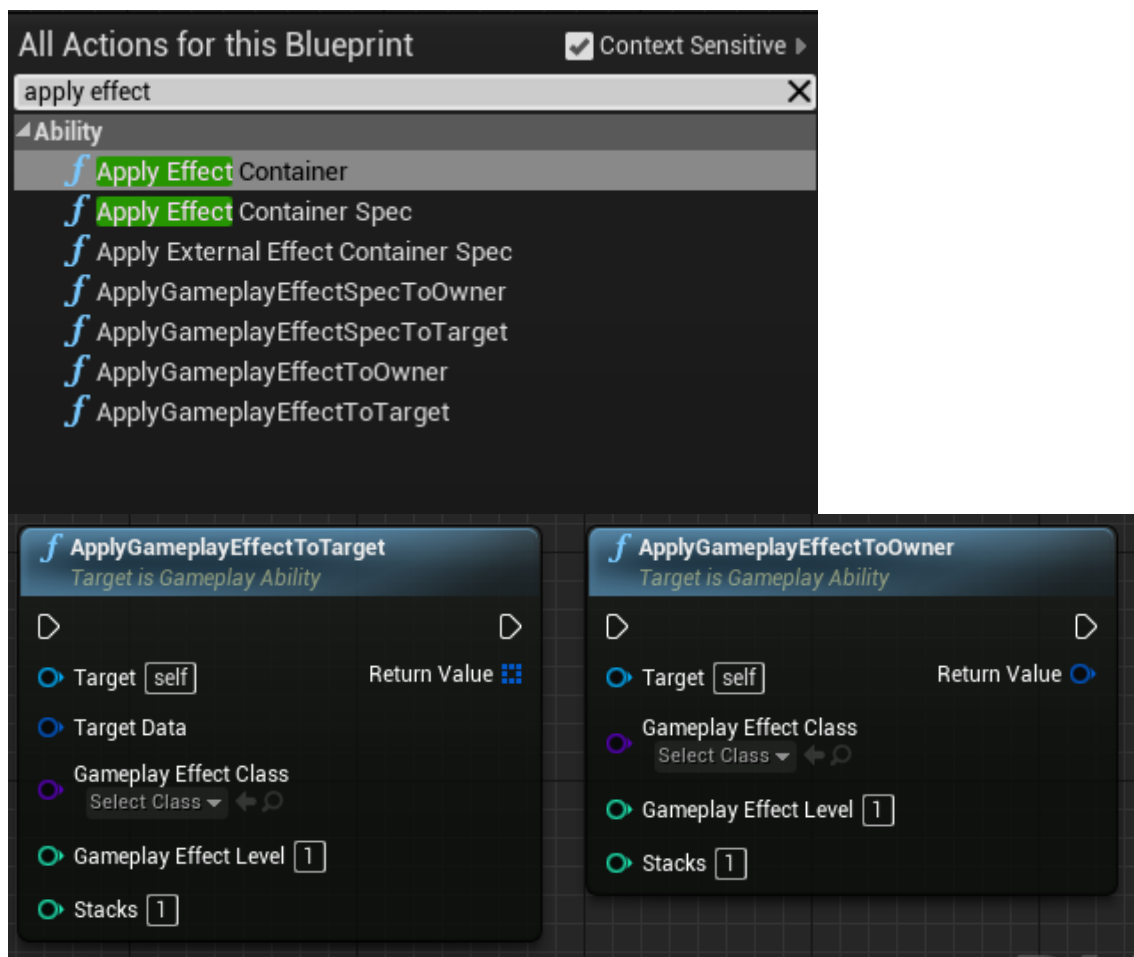 All Actions for this Blueprint
Context Sensitive
apply effect
Ability
Apply Effect Container
Apply Effect Container Spec
Apply External Effect Container Spec
ApplyGameplayEffectSpecToOwner
ApplyGameplayEffectSpecToTarget
ApplyGameplayEffectToOwner
ApplyGameplayEffectToTarget
ApplyGameplayEffectToTarget
Target is Gameplay Ability
Target self
Return Value
Target Data
Gameplay Effect Class
Select Class
Gameplay Effect Level 1
Stacks 1
ApplyGameplayEffectToOwner
Target is Gameplay Ability
Target self
Return Value
Gameplay Effect Class
Select Class
Gameplay Effect Level 1
Stacks 1